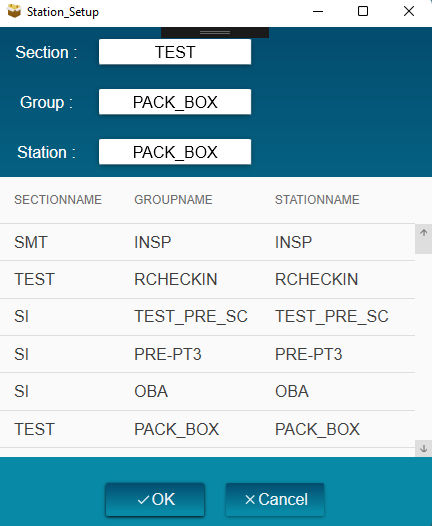 Station_Setup
Section : TEST
Group : PACK_BOX
Station : PACK_BOX
SECTIONNAME GROUPNAME STATIONNAME
SMT INSP INSP
TEST RCHECKIN RCHECKIN
SI TEST_PRE_SC TEST_PRE_SC
SI PRE-PT3 PRE-PT3
SI OBA OBA
TEST PACK_BOX PACK_BOX
OK Cancel